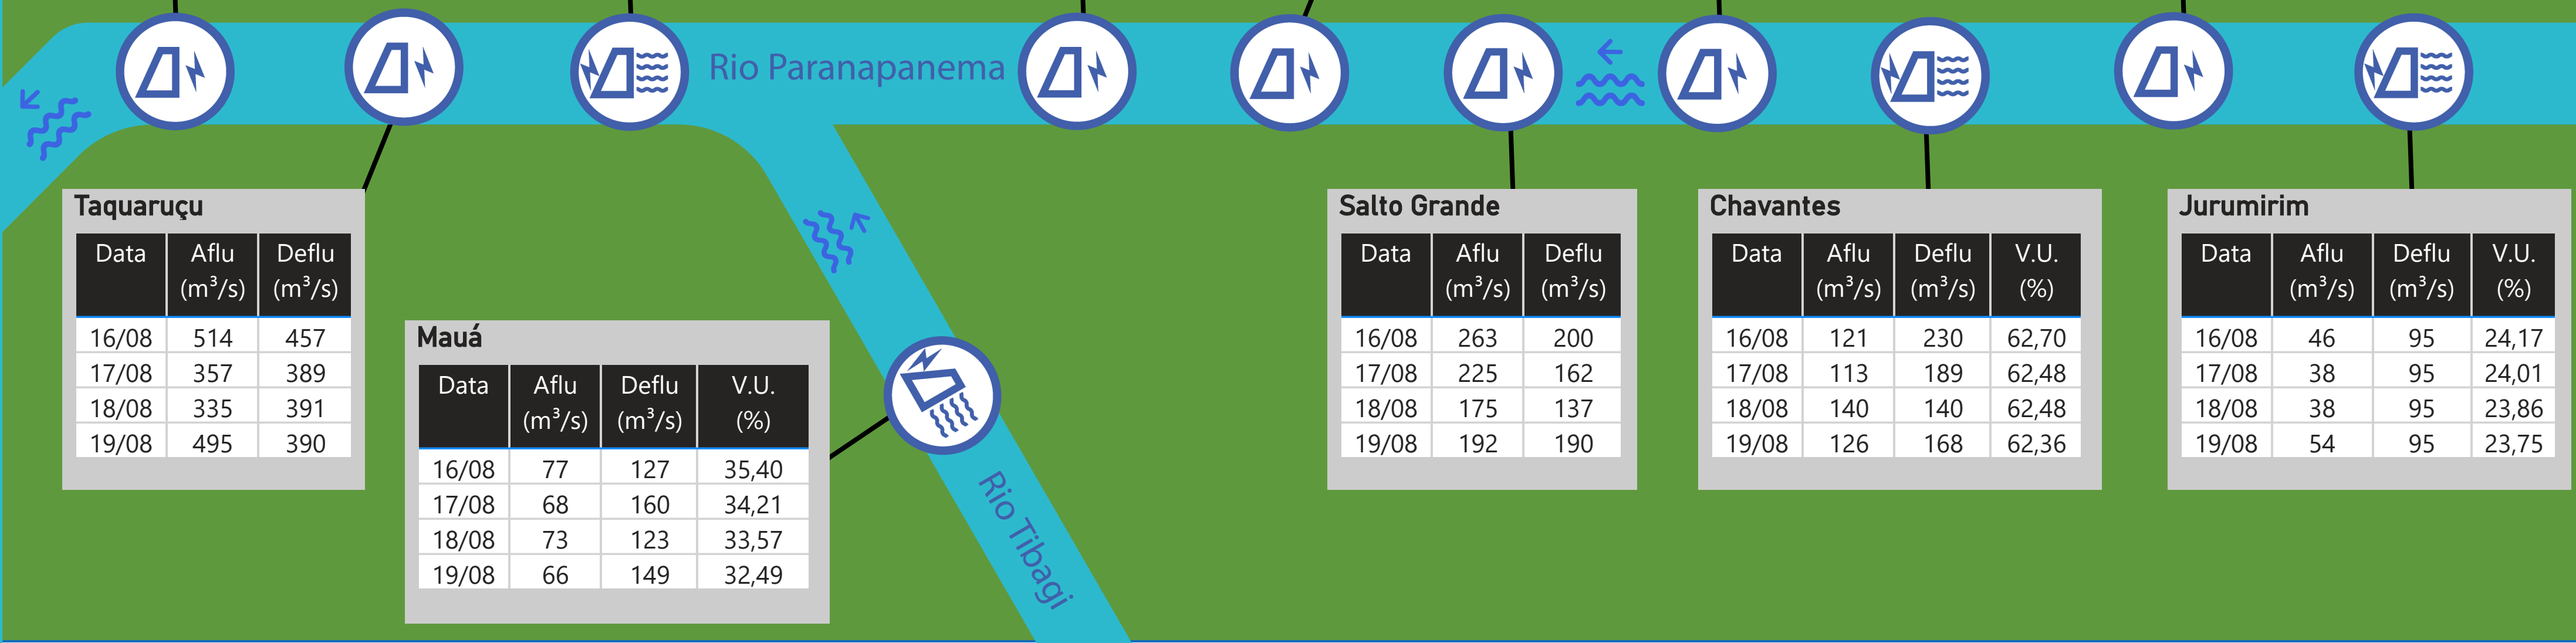 Rio Paranapanema
Taquaruçu
Data Aflu (m³/s) Deflu (m³/s)
16/08 514 457
17/08 357 389
18/08 335 391
19/08 495 390
Mauá
Data Aflu (m³/s) Deflu (m³/s) V.U. (%)
16/08 77 127 35,40
17/08 68 160 34,21
18/08 73 123 33,57
19/08 66 149 32,49
Rio Tibagi
Salto Grande
Data Aflu (m³/s) Deflu (m³/s)
16/08 263 200
17/08 225 162
18/08 175 137
19/08 192 190
Chavantes
Data Aflu (m³/s) Deflu (m³/s) V.U. (%)
16/08 121 230 62,70
17/08 113 189 62,48
18/08 140 140 62,48
19/08 126 168 62,36
Jurumirim
Data Aflu (m³/s) Deflu (m³/s) V.U. (%)
16/08 46 95 24,17
17/08 38 95 24,01
18/08 38 95 23,86
19/08 54 95 23,75